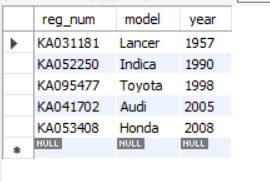 reg_num model year
KA031181 Lancer 1957
KA052250 Indica 1990
KA095477 Toyota 1998
KA041702 Audi 2005
KA053408 Honda 2008
NULL NULL NULL